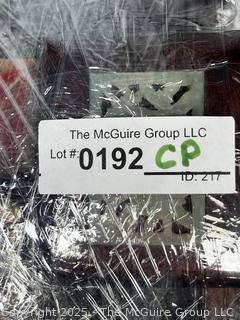 The McGuire Group LLC
Lot #: 0192 CP
ID: 217
Copyright 2025 - The McGuire Group LLC